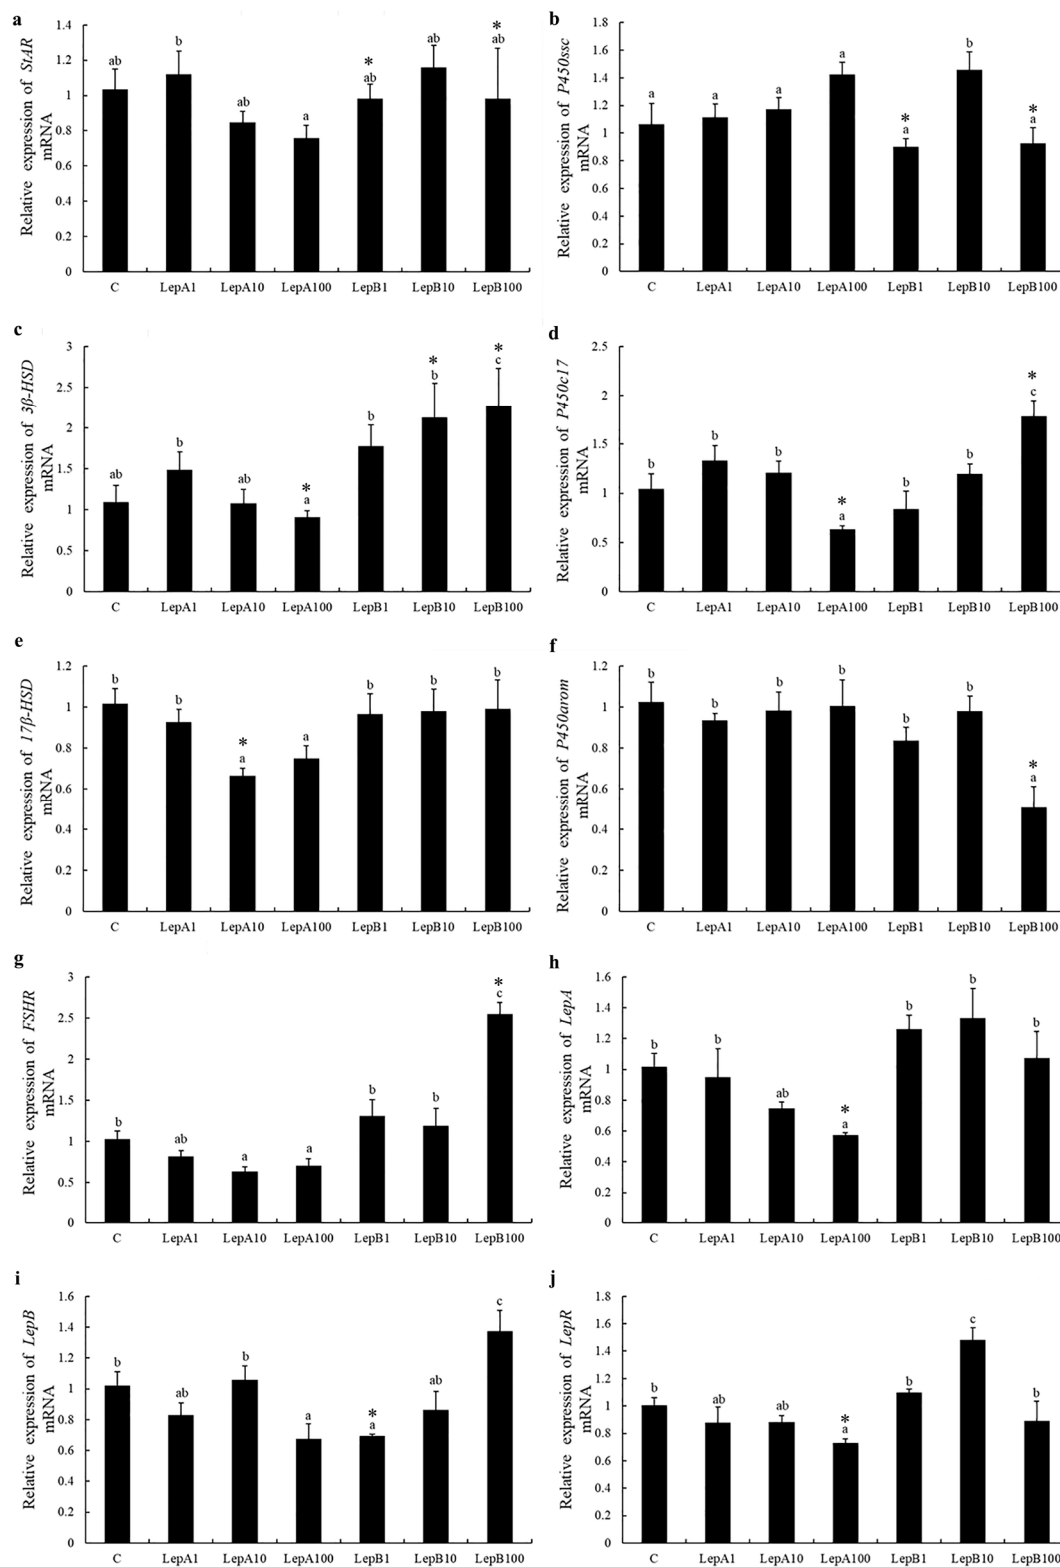 a
Relative expression of StAR
mRNA
1.4
1.2
1
0.8
0.6
0.4
0.2
0
ab
b
ab
a
*
ab
ab
*
ab
C LepA1 LepA10 LepA100 LepB1 LepB10 LepB100
b
Relative expression of P450ssc
mRNA
1.8
1.6
1.4
1.2
1
0.8
0.6
0.4
0.2
0
a
a
a
a
*
a
b
*
a
C LepA1 LepA10 LepA100 LepB1 LepB10 LepB100
c
Relative expression of 3β-HSD
mRNA
3
2.5
2
1.5
1
0.5
0
ab
b
ab
*
a
b
*
b
*
c
C LepA1 LepA10 LepA100 LepB1 LepB10 LepB100
d
Relative expression of P450c17
mRNA
2.5
2
1.5
1
0.5
0
b
b
b
*
a
b
b
*
c
C LepA1 LepA10 LepA100 LepB1 LepB10 LepB100
e
Relative expression of 17β-HSD
mRNA
1.2
1
0.8
0.6
0.4
0.2
0
b
b
*
a
a
b
b
b
C LepA1 LepA10 LepA100 LepB1 LepB10 LepB100
f
Relative expression of P450arom
mRNA
1.2
1
0.8
0.6
0.4
0.2
0
b
b
b
b
b
b
*
a
C LepA1 LepA10 LepA100 LepB1 LepB10 LepB100
g
Relative expression of FSHR
mRNA
3
2.5
2
1.5
1
0.5
0
b
ab
a
a
b
b
*
c
C LepA1 LepA10 LepA100 LepB1 LepB10 LepB100
h
Relative expression of LepA
mRNA
1.6
1.4
1.2
1
0.8
0.6
0.4
0.2
0
b
b
ab
*
a
b
b
b
C LepA1 LepA10 LepA100 LepB1 LepB10 LepB100
i
Relative expression of LepB
mRNA
1.6
1.4
1.2
1
0.8
0.6
0.4
0.2
0
b
ab
b
a
*
a
ab
c
C LepA1 LepA10 LepA100 LepB1 LepB10 LepB100
j
Relative expression of LepR
mRNA
1.8
1.6
1.4
1.2
1
0.8
0.6
0.4
0.2
0
b
ab
ab
*
a
b
c
b
C LepA1 LepA10 LepA100 LepB1 LepB10 LepB100